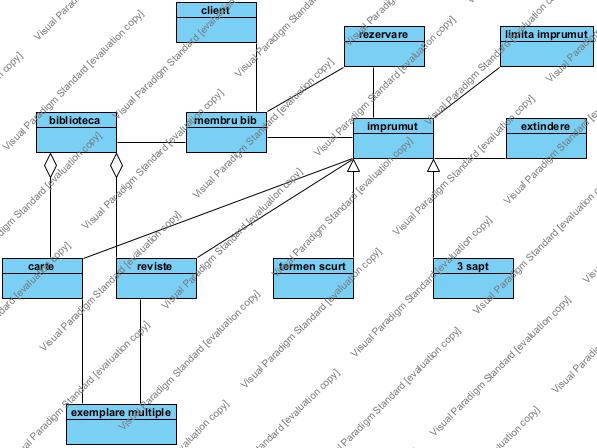 client
rezervare
limita imprumut
biblioteca
membru bib
imprumut
extindere
carte
reviste
termen scurt
3 sapt
exemplare multiple
Visual Paradigm Standard [evaluation copy]